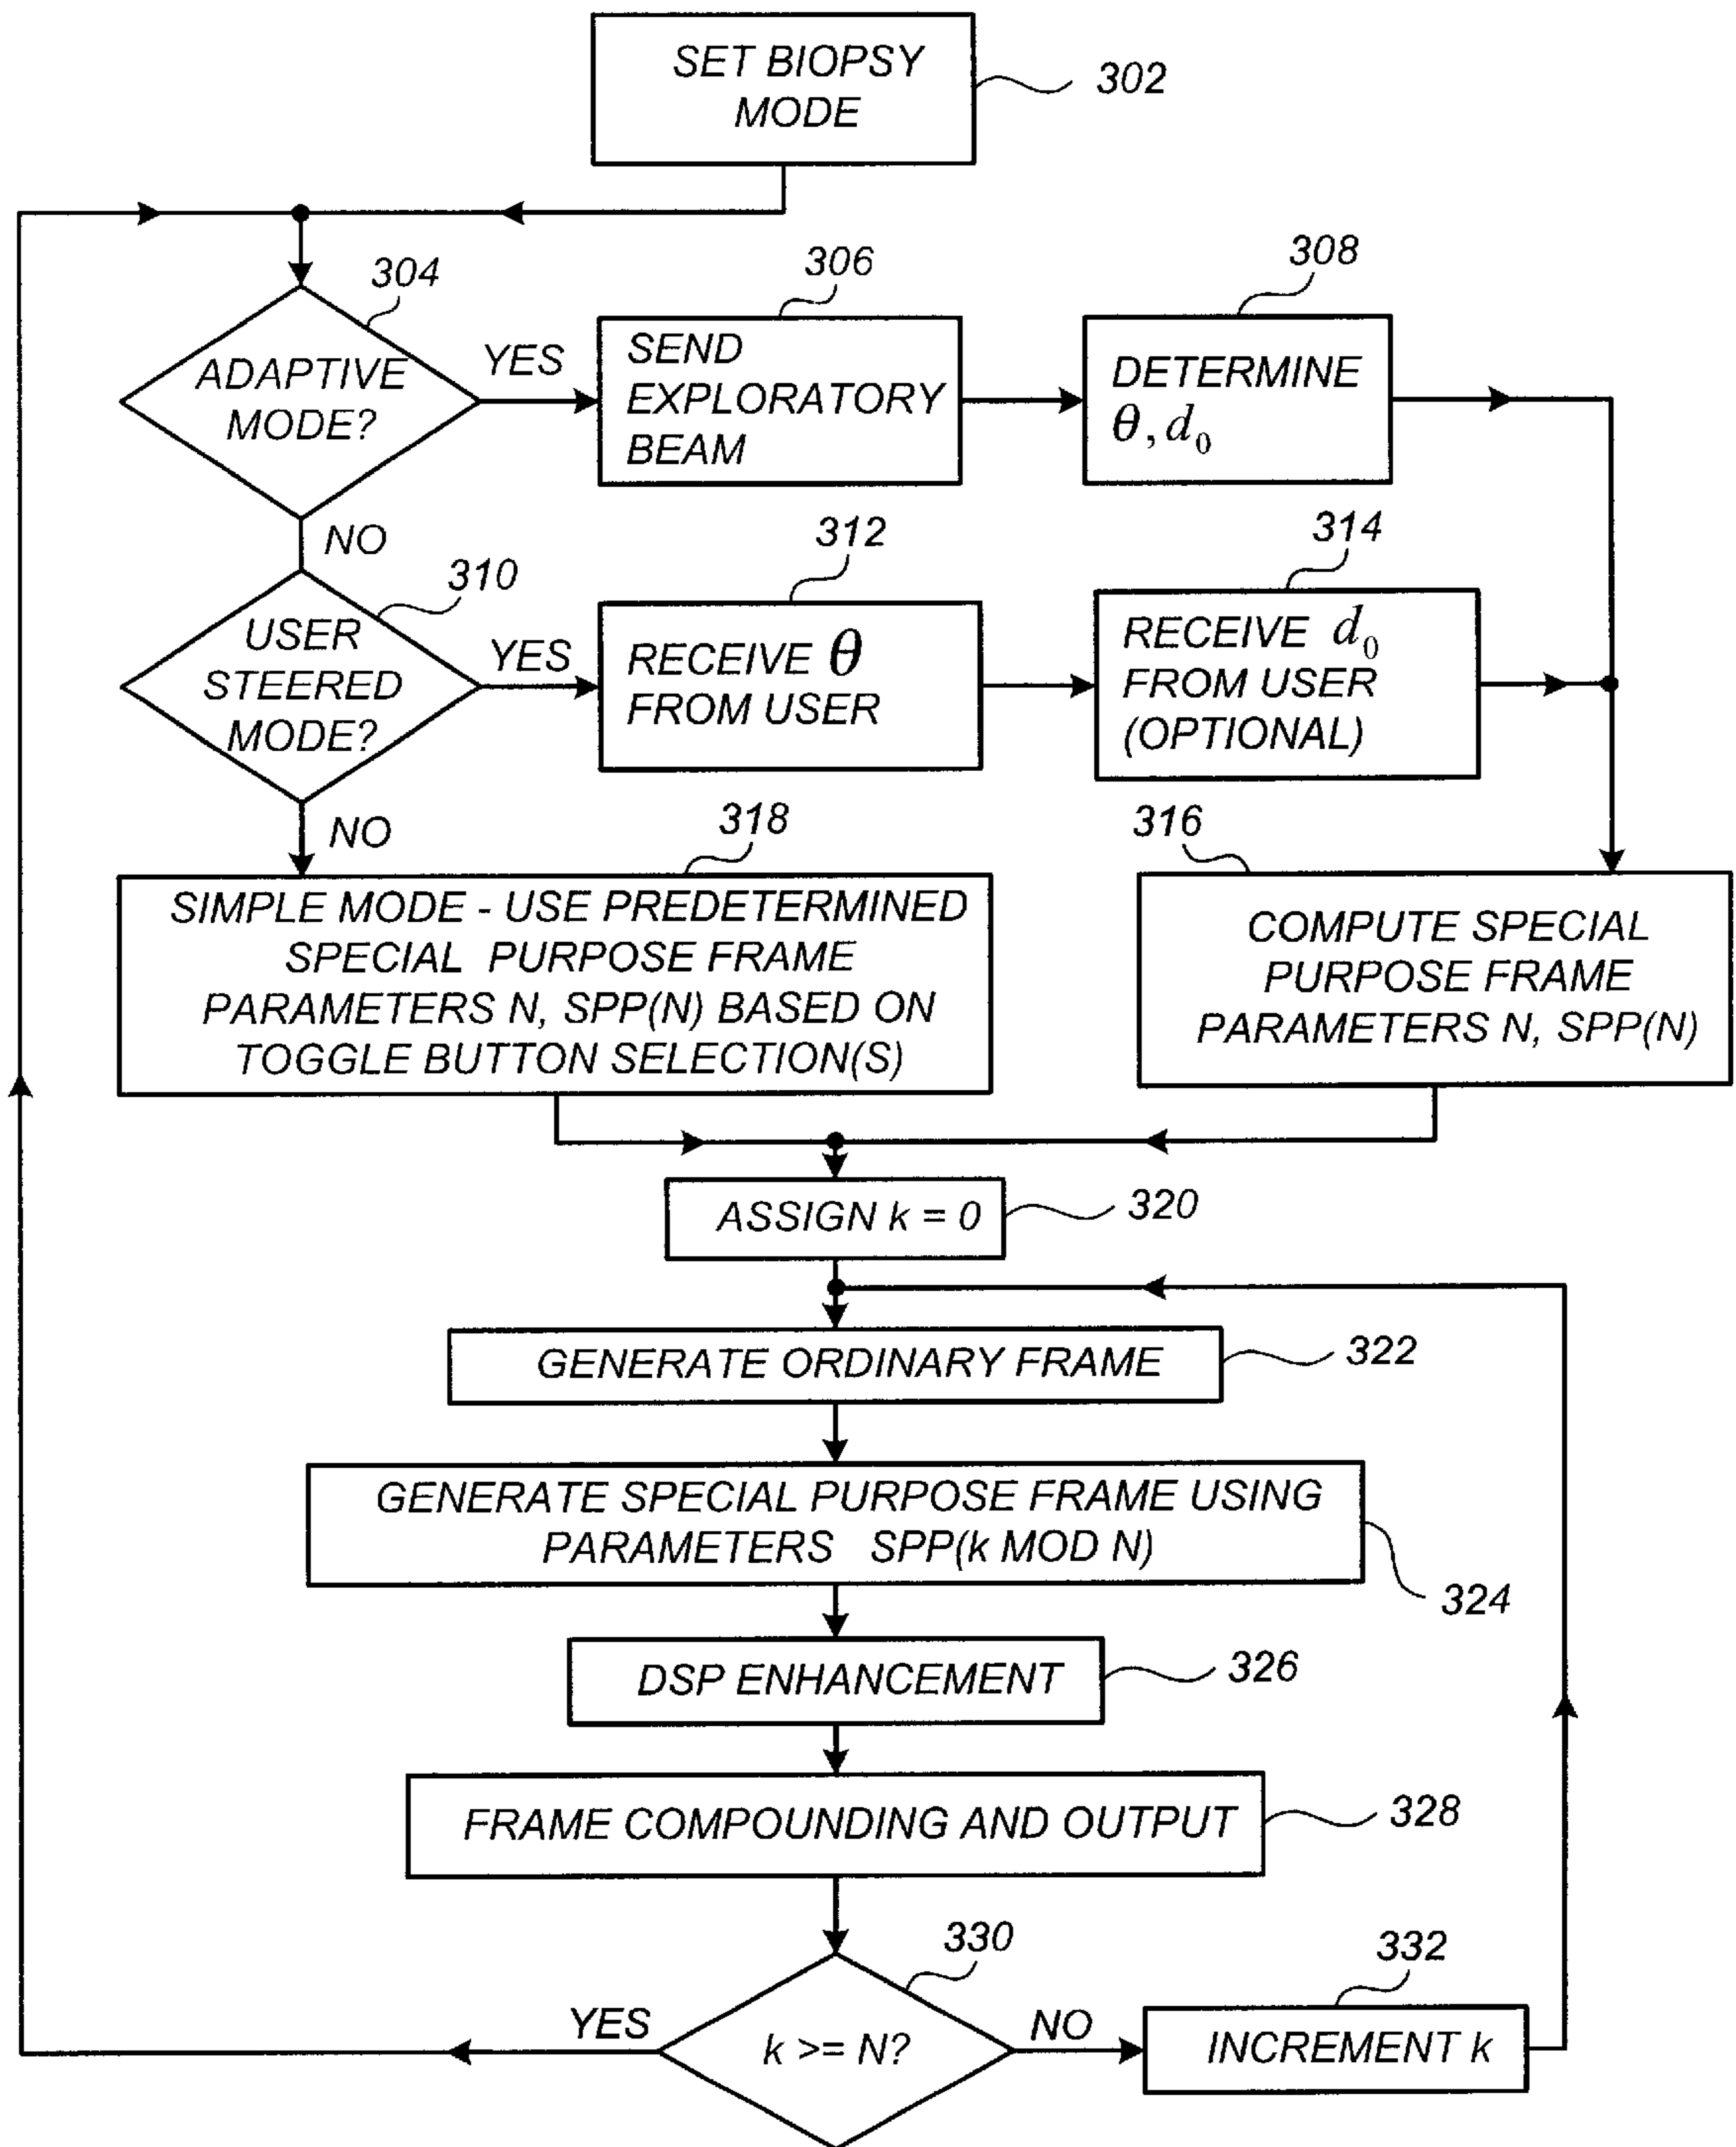 SET BIOPSY
MODE
302
304
ADAPTIVE
MODE?
YES
306
SEND
EXPLORATORY
BEAM
308
DETERMINE
θ, d₀
NO
310
USER
STEERED
MODE?
YES
312
RECEIVE θ
FROM USER
314
RECEIVE d₀
FROM USER
(OPTIONAL)
NO
318
SIMPLE MODE - USE PREDETERMINED
SPECIAL PURPOSE FRAME
PARAMETERS N, SPP(N) BASED ON
TOGGLE BUTTON SELECTION(S)
316
COMPUTE SPECIAL
PURPOSE FRAME
PARAMETERS N, SPP(N)
ASSIGN k = 0
320
GENERATE ORDINARY FRAME
322
GENERATE SPECIAL PURPOSE FRAME USING
PARAMETERS SPP(k MOD N)
324
DSP ENHANCEMENT
326
FRAME COMPOUNDING AND OUTPUT
328
330
k >= N?
YES
NO
332
INCREMENT k